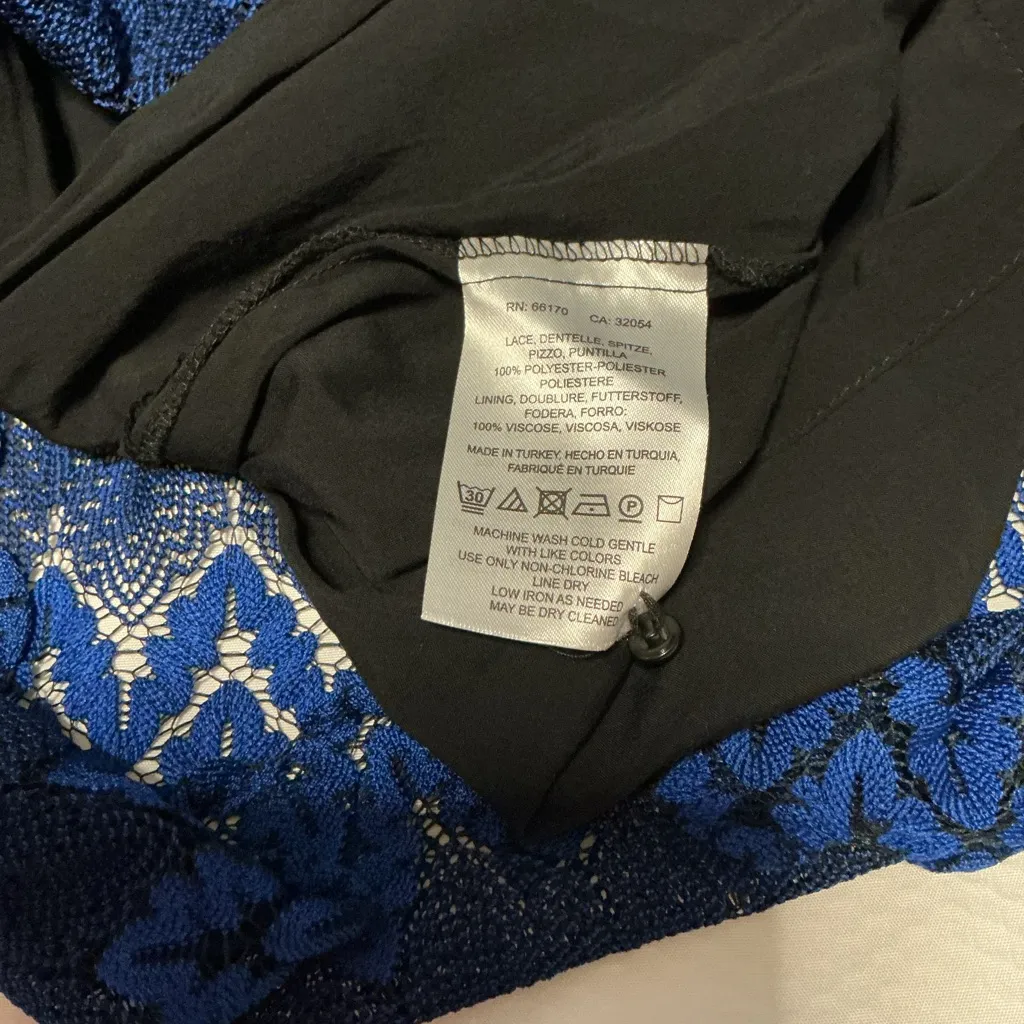 RN: 66170 CA: 32054
LACE, DENTELLE, SPITZE,
PIZZO, PUNTILLA
100% POLYESTER-POLIESTER
POLIESTERE
LINING, DOUBLURE, FUTTERSTOFF,
FODERA, FORRO:
100% VISCOSE, VISCOSA, VISKOSE
MADE IN TURKEY, HECHO EN TURQUIA,
FABRIQUÉ EN TURQUIE
30 P
MACHINE WASH COLD GENTLE
WITH LIKE COLORS
USE ONLY NON-CHLORINE BLEACH
LINE DRY
LOW IRON AS NEEDED
MAY BE DRY CLEANED